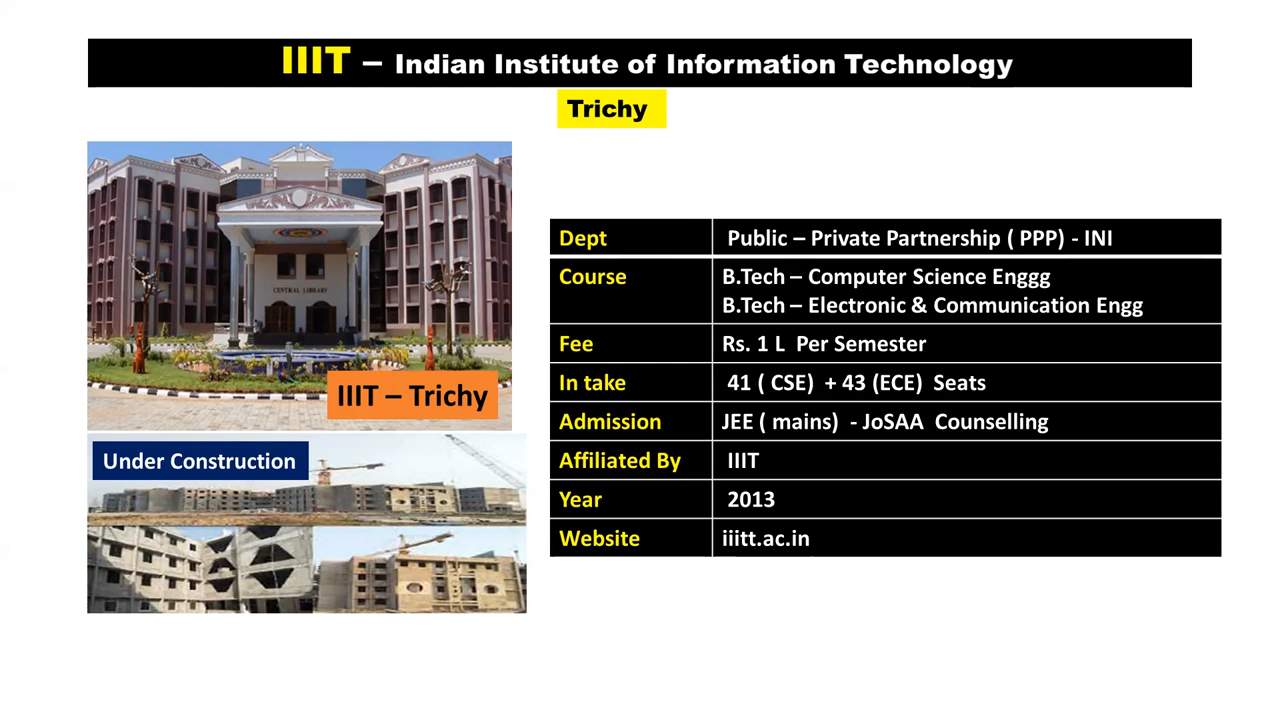 IIIT – Indian Institute of Information Technology
Trichy
CENTRAL LIBRARY
IIIT – Trichy
Under Construction
Dept Public – Private Partnership ( PPP) - INI
Course B.Tech – Computer Science Enggg
B.Tech – Electronic & Communication Engg
Fee Rs. 1 L Per Semester
In take 41 ( CSE) + 43 (ECE) Seats
Admission JEE ( mains) - JoSAA Counselling
Affiliated By IIIT
Year 2013
Website iiitt.ac.in